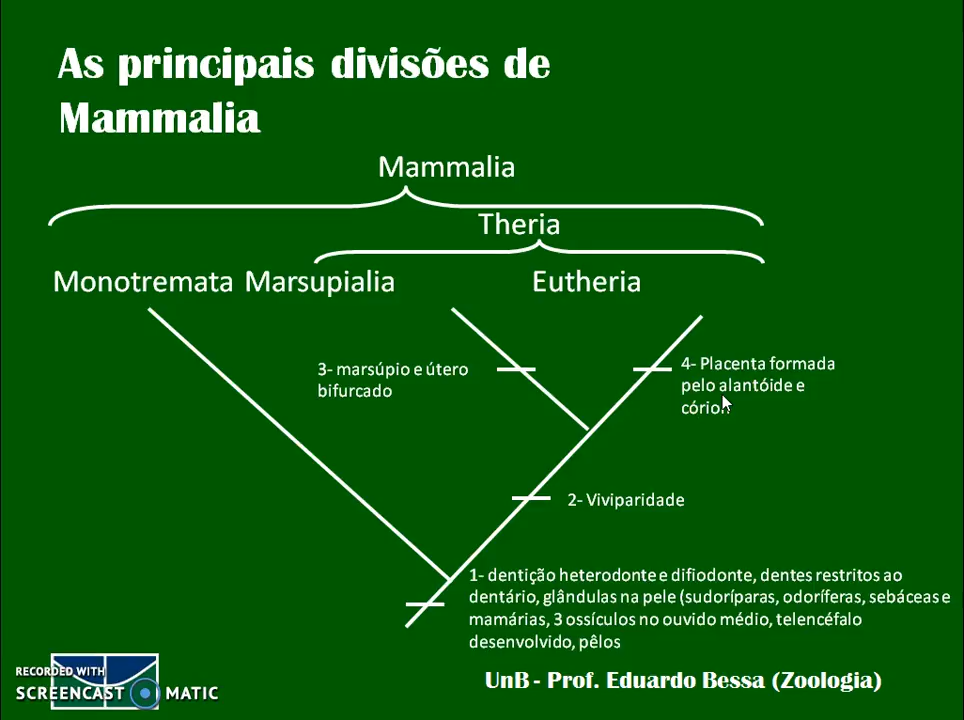 As principais divisões de
Mammalia
Mammalia
Theria
Monotremata Marsupialia Eutheria
3- marsúpio e útero
bifurcado
4- Placenta formada
pelo alantóide e
córion
2- Viviparidade
1- dentição heterodonte e difiodonte, dentes restritos ao
dentário, glândulas na pele (sudoríparas, odoríferas, sebáceas e
mamárias, 3 ossículos no ouvido médio, telencéfalo
desenvolvido, pêlos
UnB - Prof. Eduardo Bessa (Zoologia)
RECORDED WITH
SCREENCAST MATIC